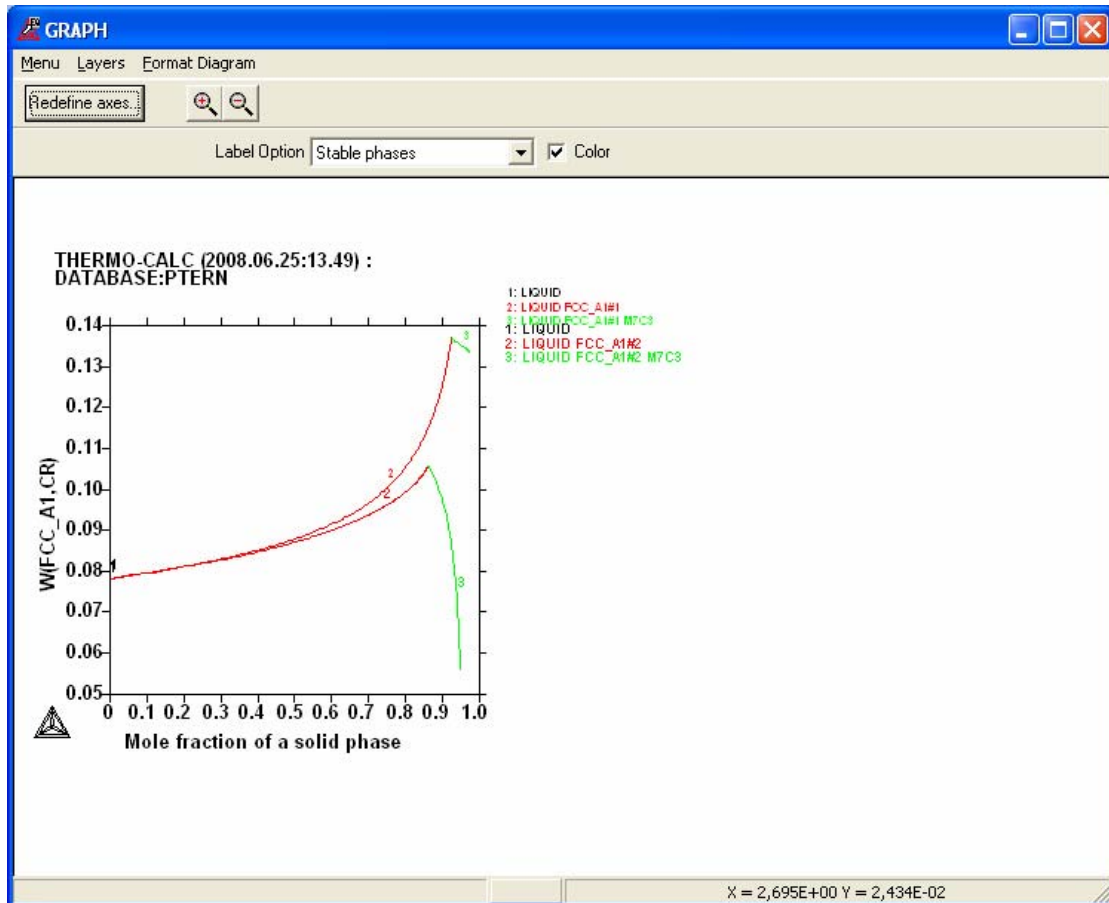 GRAPH
Menu Layers Format Diagram
Redefine axes..
Label Option Stable phases Color
THERMO-CALC (2008.06.25:13.49) :
DATABASE:PTERN
1: LIQUID
2: LIQUID FCC_A1#1
3: LIQUID FCC_A1#1 M7C3
1: LIQUID
2: LIQUID FCC_A1#2
3: LIQUID FCC_A1#2 M7C3
0.14
0.13
0.12
0.11
0.10
0.09
0.08
0.07
0.06
0.05
W(FCC_A1,CR)
3
2
2
1
3
0 0.1 0.2 0.3 0.4 0.5 0.6 0.7 0.8 0.9 1.0
Mole fraction of a solid phase
X = 2,695E+00 Y = 2,434E-02